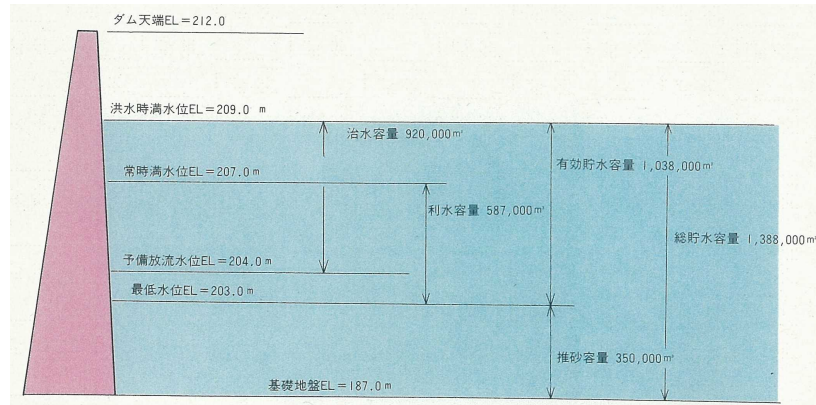 ダム天端EL=212.0
洪水時満水位EL=209.0 m
治水容量 920,000㎥
有効貯水容量 1,038,000㎥
常時満水位EL=207.0m
利水容量 587,000㎥
総貯水容量 1,388,000㎥
予備放流水位EL=204.0m
最低水位EL=203.0m
推砂容量 350,000㎥
基礎地盤EL=187.0m